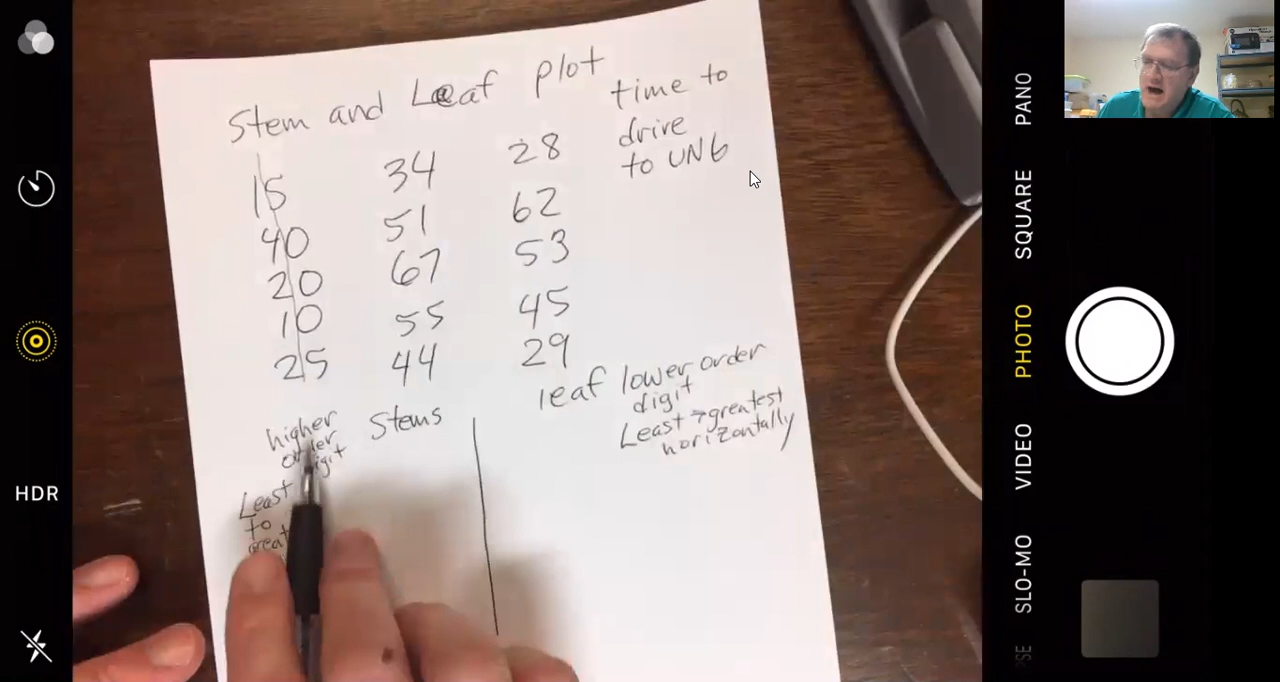 Stem and Leaf plot
time to
drive
to UNG
15 34 28
40 51 62
20 67 53
10 55 45
25 44 29
higher
Stems
leaf lower order
digit
Least → greatest
horizontally
Least
to
HDR
PANO
SQUARE
PHOTO
VIDEO
SLO-MO